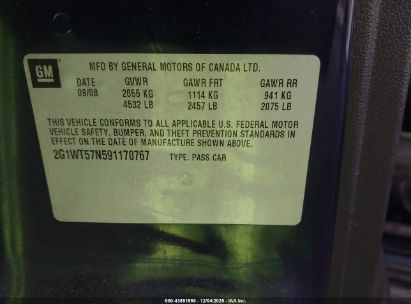 GM
MFD BY GENERAL MOTORS OF CANADA LTD.
DATE GVWR GAWR FRT GAWR RR
09/08 2055 KG 1114 KG 941 KG
4532 LB 2457 LB 2075 LB
THIS VEHICLE CONFORMS TO ALL APPLICABLE U.S. FEDERAL MOTOR
VEHICLE SAFETY, BUMPER, AND THEFT PREVENTION STANDARDS IN
EFFECT ON THE DATE OF MANUFACTURE SHOWN ABOVE.
2G1WT57N591170767 TYPE: PASS CAR